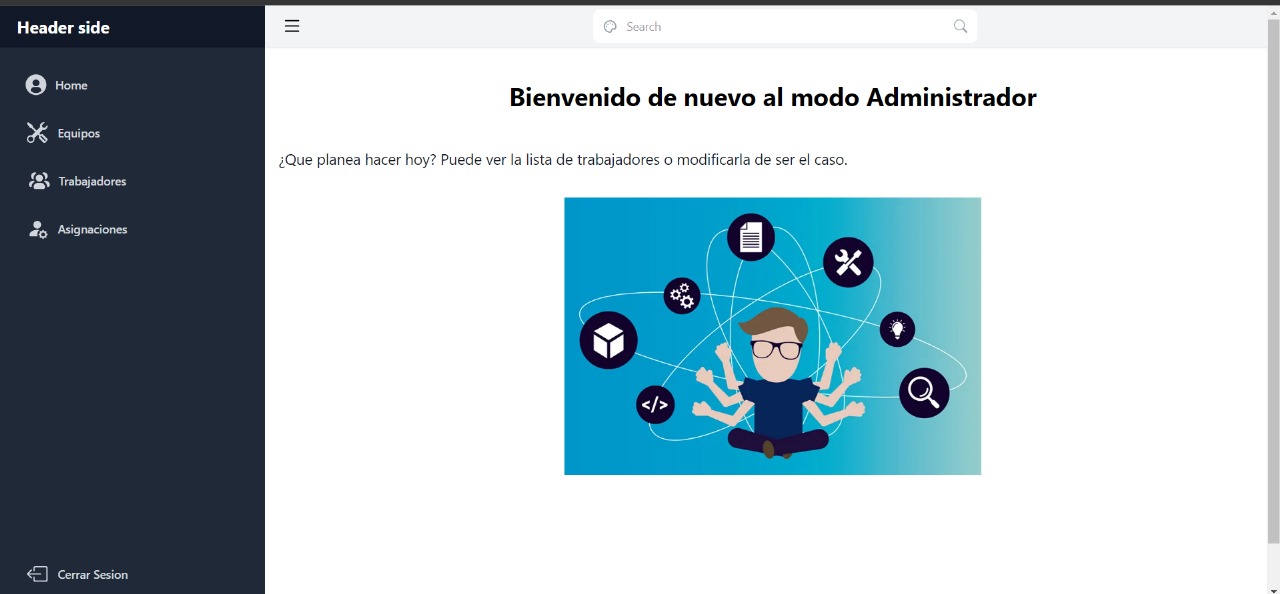 Header side
Search
Home
Equipos
Trabajadores
Asignaciones
Cerrar Sesion
Bienvenido de nuevo al modo Administrador
¿Que planea hacer hoy? Puede ver la lista de trabajadores o modificarla de ser el caso.
</>